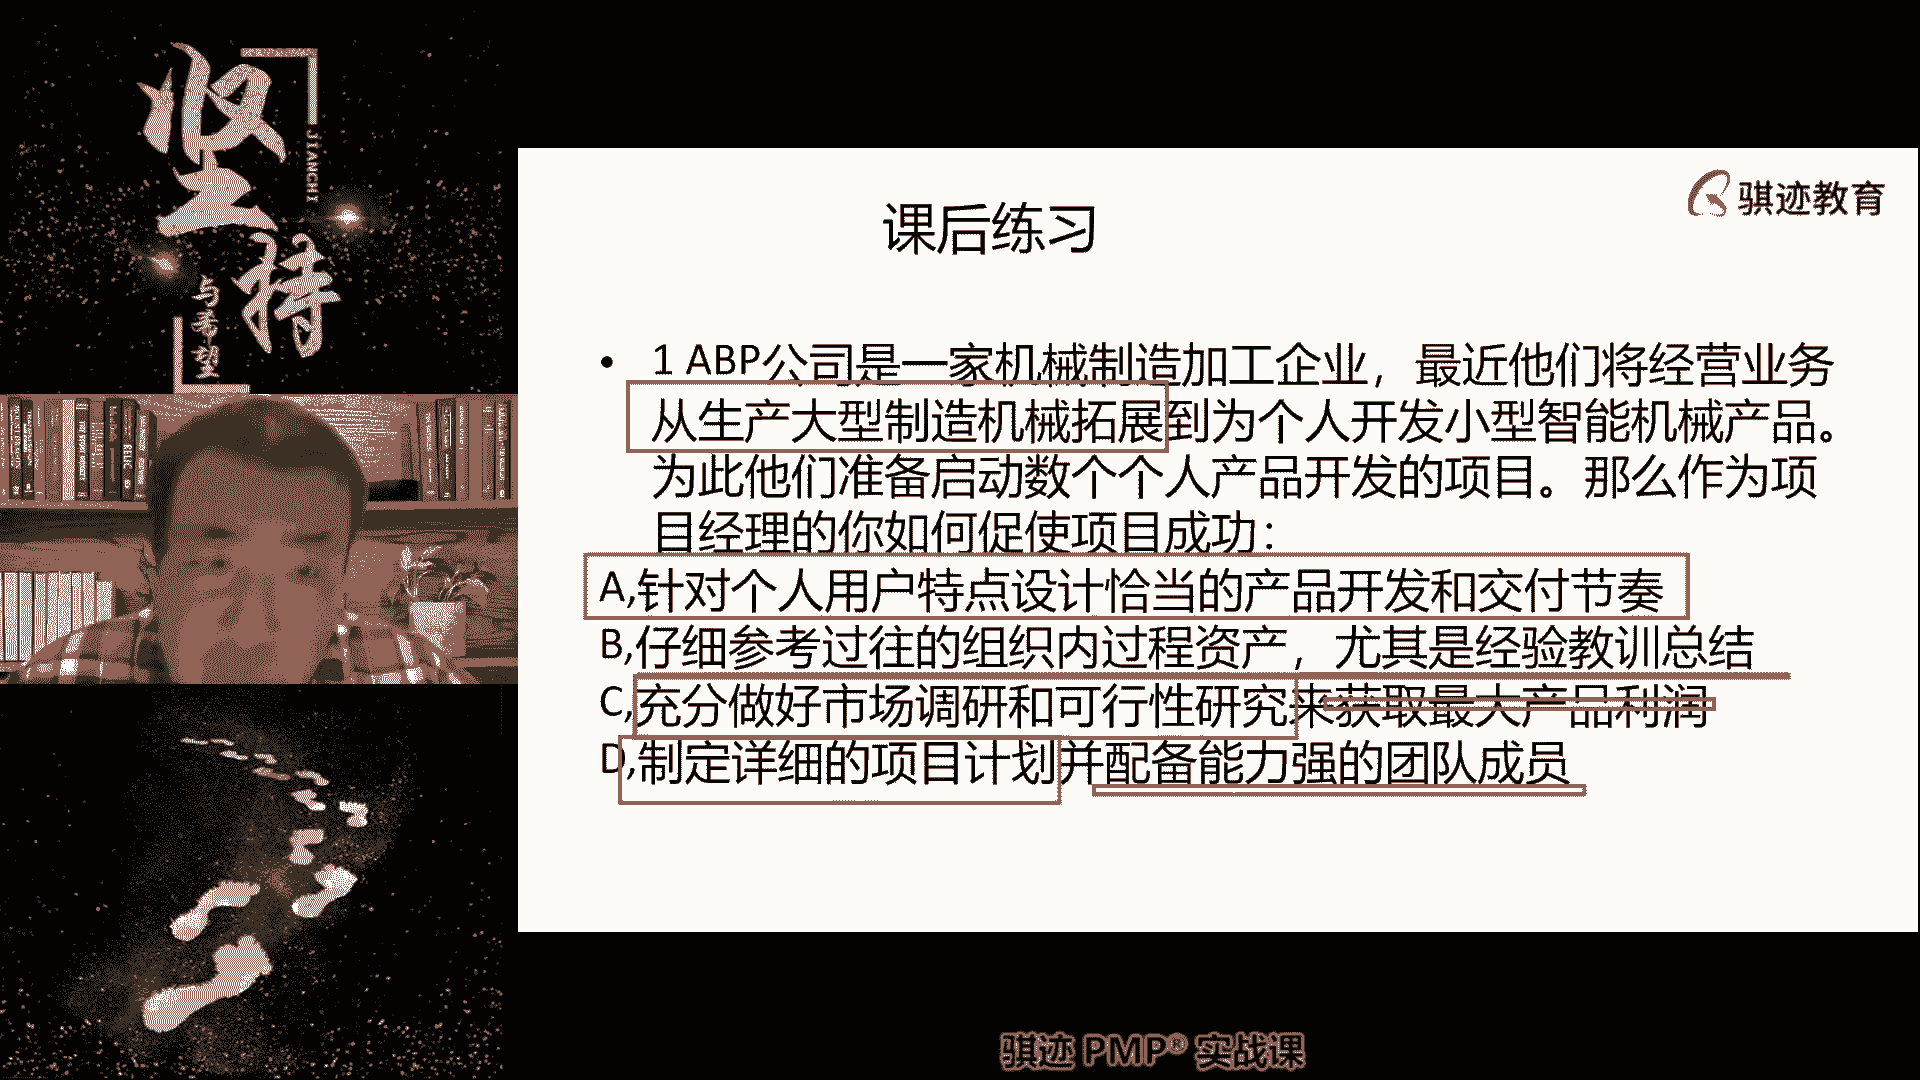 坚持
JIANCHI
与希望
骐迹教育
课后练习
• 1 ABP公司是一家机械制造加工企业，最近他们将经营业务
从生产大型制造机械拓展到为个人开发小型智能机械产品。
为此他们准备启动数个个人产品开发的项目。那么作为项
目经理的你如何促使项目成功：
A,针对个人用户特点设计恰当的产品开发和交付节奏
B,仔细参考过往的组织内过程资产，尤其是经验教训总结
C,充分做好市场调研和可行性研究来获取最大产品利润
D,制定详细的项目计划并配备能力强的团队成员
骐迹 PMP® 实战课